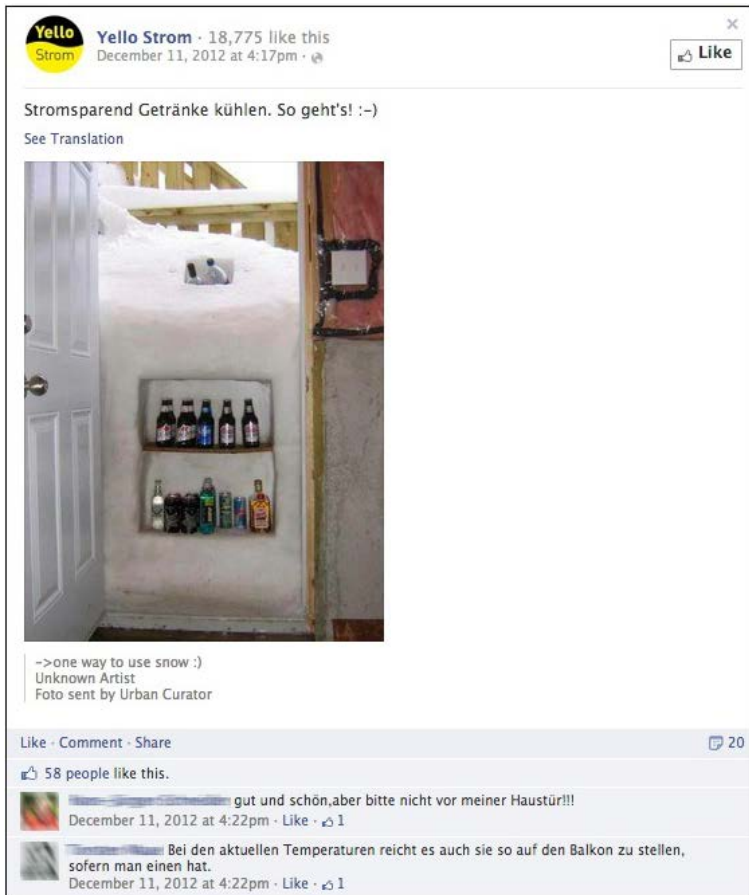 Yello
Strom
Yello Strom · 18,775 like this
December 11, 2012 at 4:17pm ·
Like
Stromsparend Getränke kühlen. So geht's! :-)
See Translation
->one way to use snow :)
Unknown Artist
Foto sent by Urban Curator
Like · Comment · Share
20
58 people like this.
gut und schön,aber bitte nicht vor meiner Haustür!!!
December 11, 2012 at 4:22pm · Like · 1
Bei den aktuellen Temperaturen reicht es auch sie so auf den Balkon zu stellen,
sofern man einen hat.
December 11, 2012 at 4:22pm · Like · 1